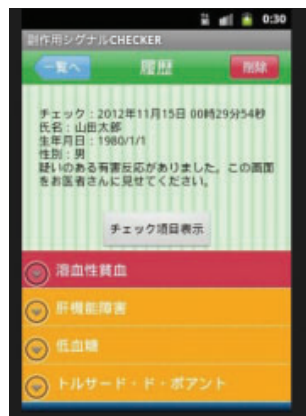 0:30
副作用シグナルCHECKER
一覧へ
履歴
削除
チェック:2012年11月15日 00時29分54秒
氏名:山田太郎
生年月日:1980/1/1
性別:男
疑いのある有害反応がありました。この画面
をお医者さんに見せてください。
チェック項目表示
溶血性貧血
肝機能障害
低血糖
トルサード・ド・ポアント